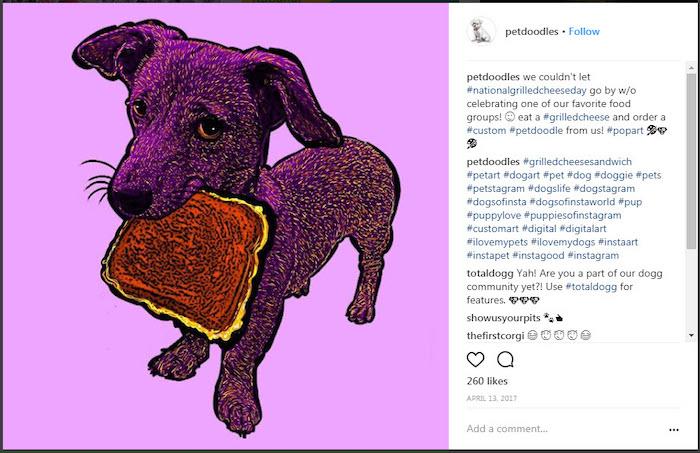 petdoodles • Follow
petdoodles we couldn't let
#nationalgrilledcheeseday go by w/o
celebrating one of our favorite food
groups! 🙂 eat a #grilledcheese and order a
#custom #petdoodle from us! #popart 🎨💎
🎨
petdoodles #grilledcheesesandwich
#petart #dogart #pet #dog #doggie #pets
#petstagram #dogslife #dogstagram
#dogsofinsta #dogsofinstaworld #pup
#puppylove #puppiesofinstagram
#customart #digital #digitalart
#ilovemypets #ilovemydogs #instaart
#instapet #instagood #instagram
totaldogg Yah! Are you a part of our dogg
community yet?! Use #totaldogg for
features. 💎💎💎
showusyourpits 🐾👍
thefirstcorgi 😂😇😇😇😂
260 likes
APRIL 13, 2017
Add a comment...